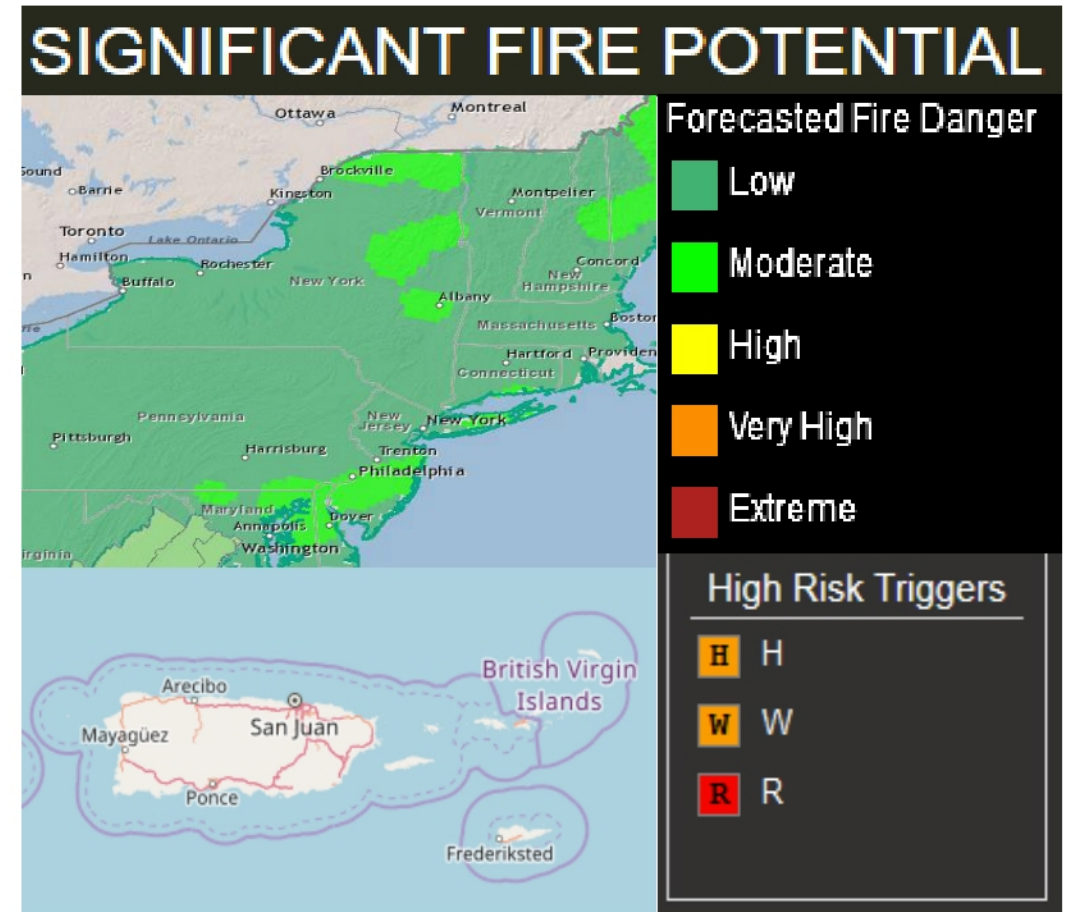 SIGNIFICANT FIRE POTENTIAL
Ottawa
Montreal
Sound
Barrie
Brockville
Kingston
Montpelier
Vermont
Toronto
Lake Ontario
Hamilton
Rochester
Buffalo
New York
Concord
New
Hampshire
Albany
Massachusetts
Boston
Hartford
Providen
Connecticut
Pennsylvania
New
Jersey
New York
Pittsburgh
Harrisburg
Trenton
Philadelphia
Maryland
Annapolis
Dover
Washington
irginia
Forecasted Fire Danger
Low
Moderate
High
Very High
Extreme
High Risk Triggers
H H
W W
R R
British Virgin
Islands
Arecibo
San Juan
Mayagüez
Ponce
Frederiksted